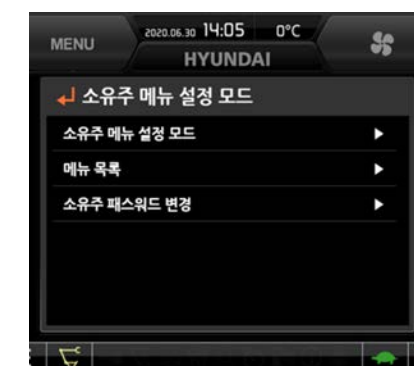 MENU
2020.06.30 14:05 0°C
HYUNDAI
소유주 메뉴 설정 모드
소유주 메뉴 설정 모드
메뉴 목록
소유주 패스워드 변경